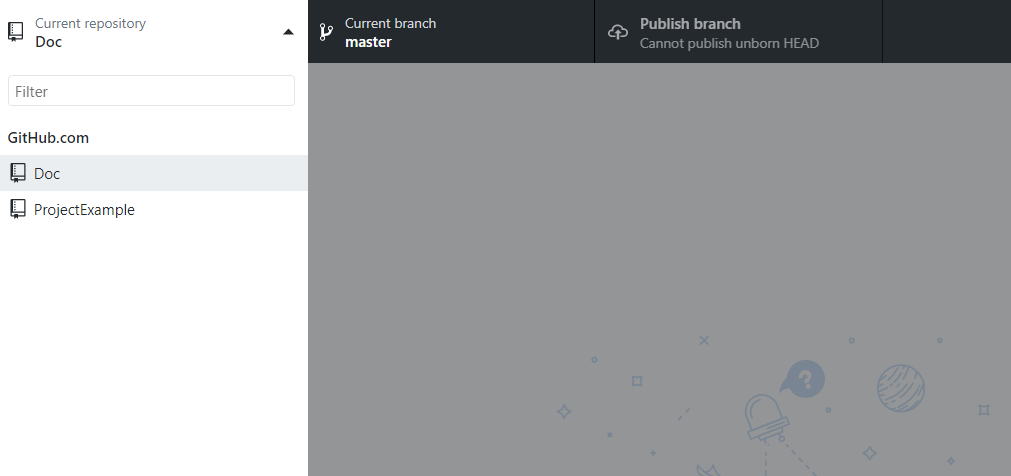 Current repository
Doc
Current branch
master
Publish branch
Cannot publish unborn HEAD
Filter
GitHub.com
Doc
ProjectExample
?